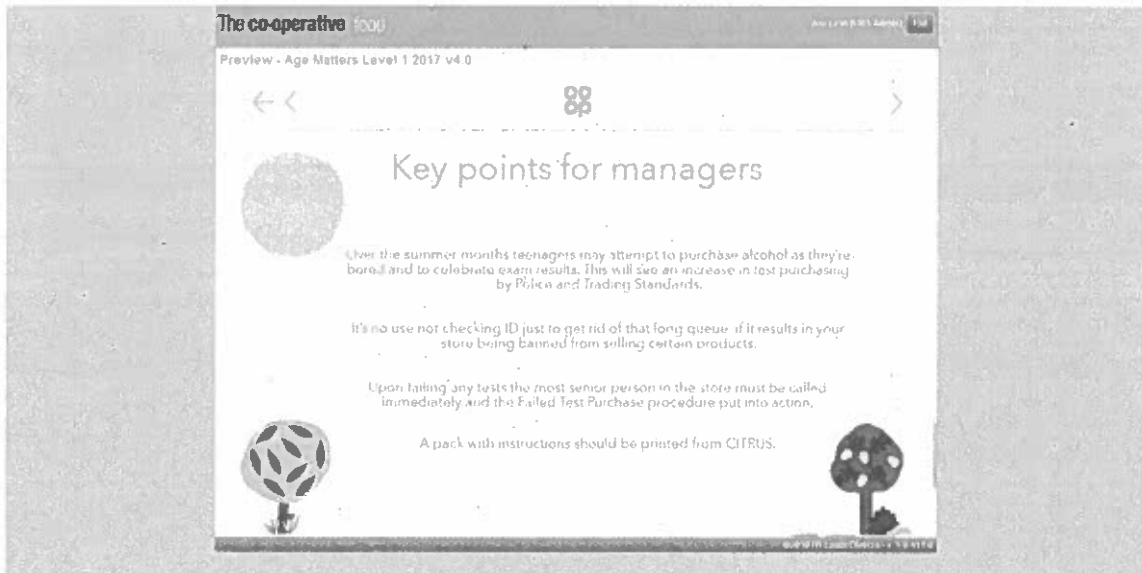 The co-operative food
Exit
Preview - Age Matters Level 1 2017 v4.0
Key points for managers
Over the summer months teenagers may attempt to purchase alcohol as they're
bored and to celebrate exam results. This will see an increase in test purchasing
by Police and Trading Standards.
It's no use not checking ID just to get rid of that long queue if it results in your
store being banned from selling certain products.
Upon failing any tests the most senior person in the store must be called
immediately and the Failed Test Purchase procedure put into action.
A pack with instructions should be printed from CITRUS.